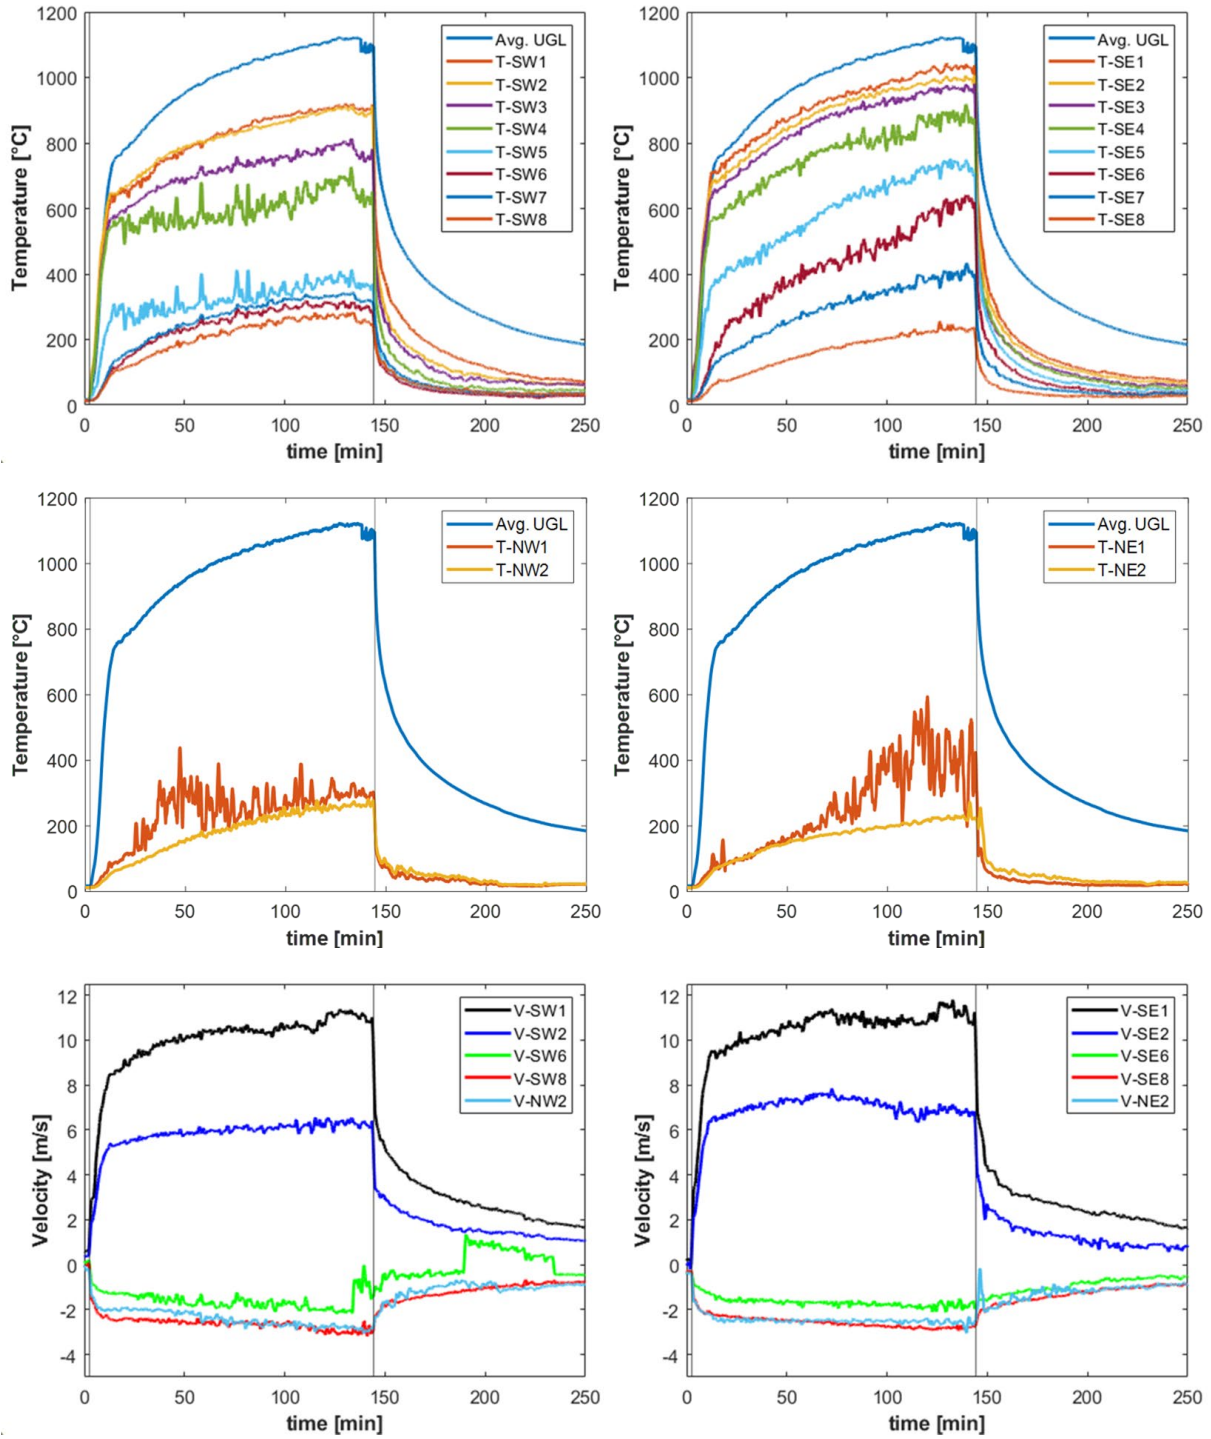 1200
1000
800
600
400
200
0
Temperature [°C]
0 50 100 150 200 250
time [min]
Avg. UGL
T-SW1
T-SW2
T-SW3
T-SW4
T-SW5
T-SW6
T-SW7
T-SW8
1200
1000
800
600
400
200
0
Temperature [°C]
0 50 100 150 200 250
time [min]
Avg. UGL
T-SE1
T-SE2
T-SE3
T-SE4
T-SE5
T-SE6
T-SE7
T-SE8
1200
1000
800
600
400
200
0
Temperature [°C]
0 50 100 150 200 250
time [min]
Avg. UGL
T-NW1
T-NW2
1200
1000
800
600
400
200
0
Temperature [°C]
0 50 100 150 200 250
time [min]
Avg. UGL
T-NE1
T-NE2
12
10
8
6
4
2
0
-2
-4
Velocity [m/s]
0 50 100 150 200 250
time [min]
V-SW1
V-SW2
V-SW6
V-SW8
V-NW2
12
10
8
6
4
2
0
-2
-4
Velocity [m/s]
0 50 100 150 200 250
time [min]
V-SE1
V-SE2
V-SE6
V-SE8
V-NE2